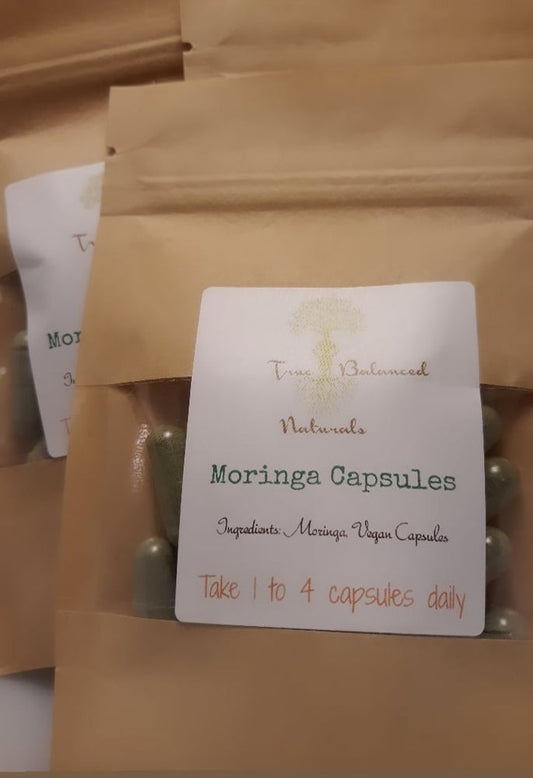 True Balanced
Naturals
Moringa Capsules
Ingredients: Moringa, Vegan Capsules
Take 1 to 4 capsules daily